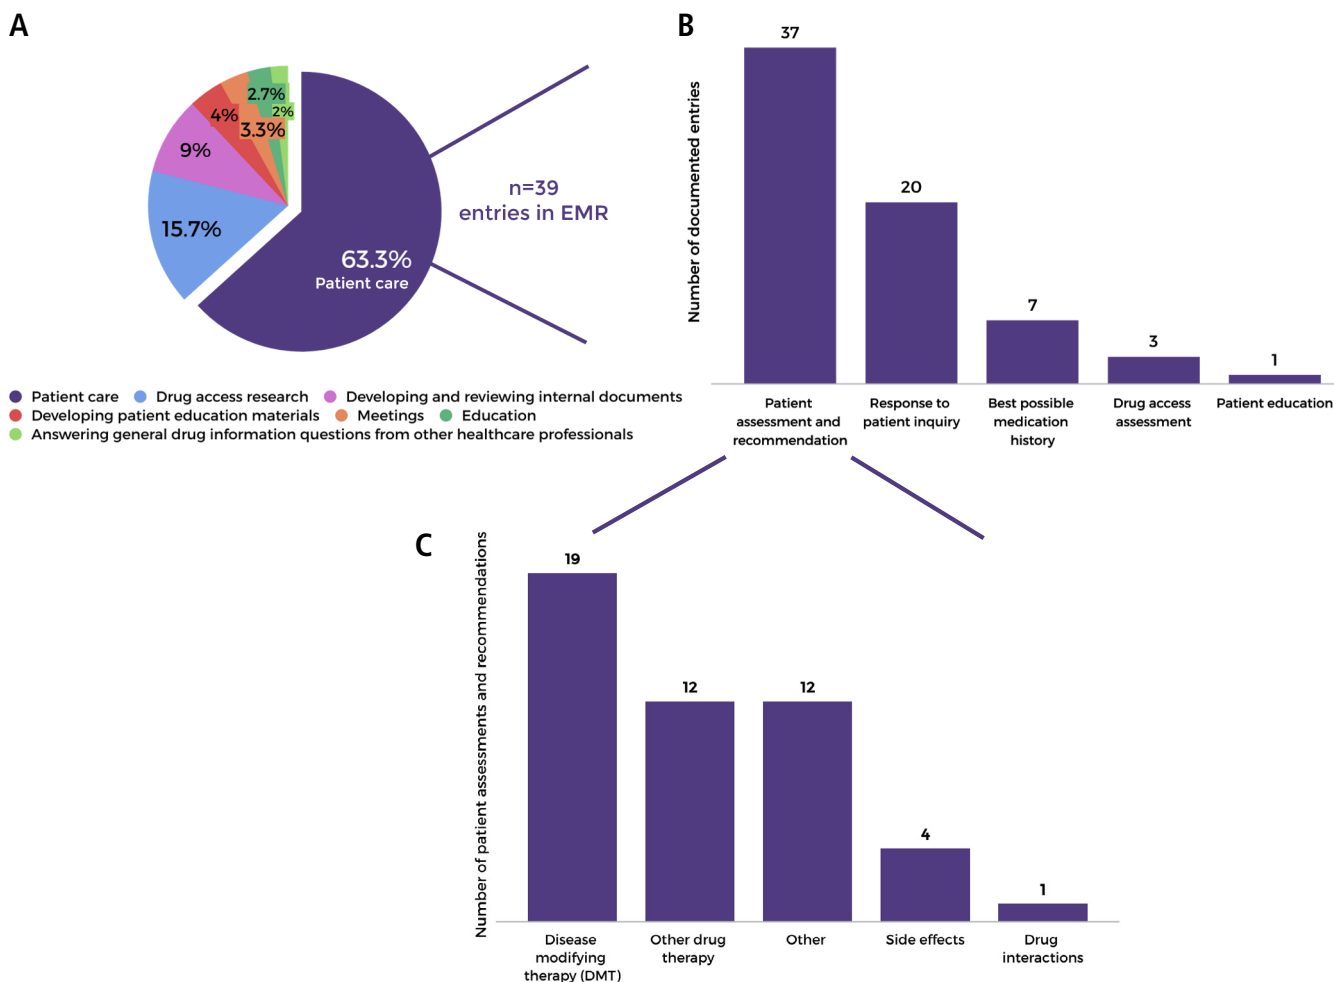 A
2.7%
2%
4%
3.3%
9%
15.7%
63.3%
Patient care
n=39
entries in EMR
Patient care
Drug access research
Developing and reviewing internal documents
Developing patient education materials
Meetings
Education
Answering general drug information questions from other healthcare professionals
B
Number of documented entries
37
20
7
3
1
Patient
assessment and
recommendation
Response to
patient inquiry
Best possible
medication
history
Drug access
assessment
Patient education
C
Number of patient assessments and recommendations
19
12
12
4
1
Disease
modifying
therapy (DMT)
Other drug
therapy
Other
Side effects
Drug
interactions